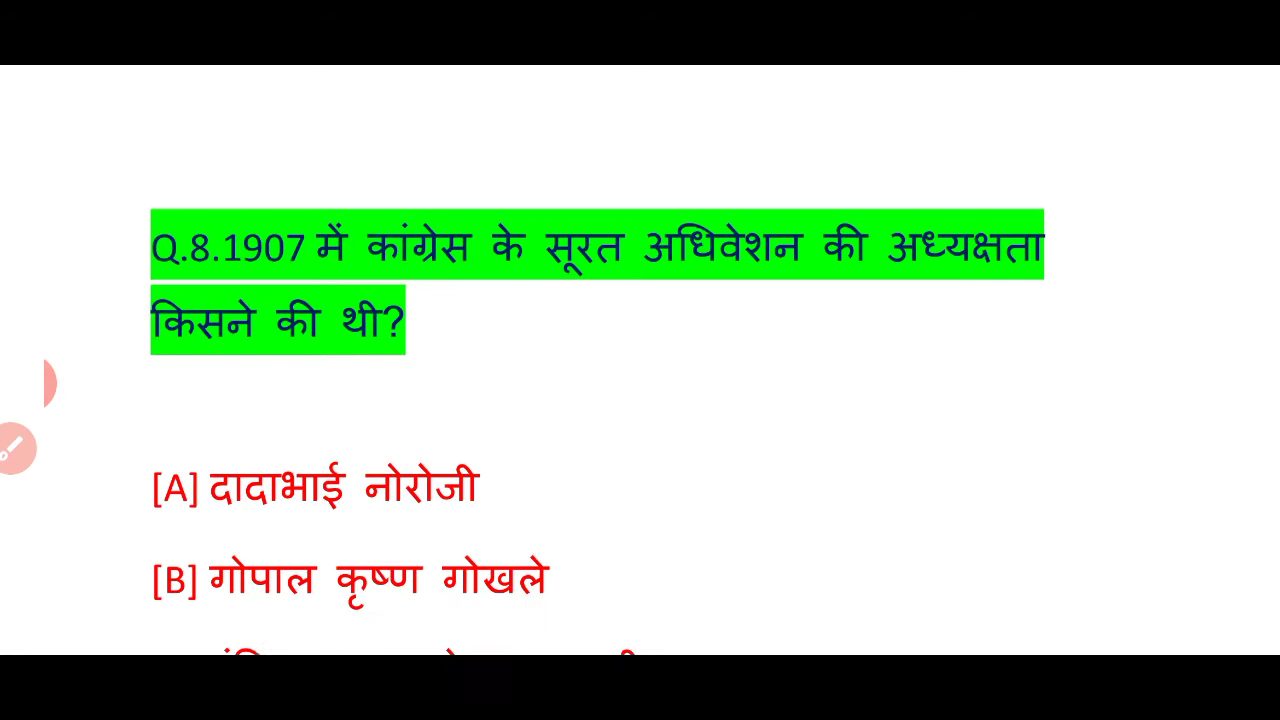 Q.8.1907 में कांग्रेस के सूरत अधिवेशन की अध्यक्षता
किसने की थी?
[A] दादाभाई नोरोजी
[B] गोपाल कृष्ण गोखले